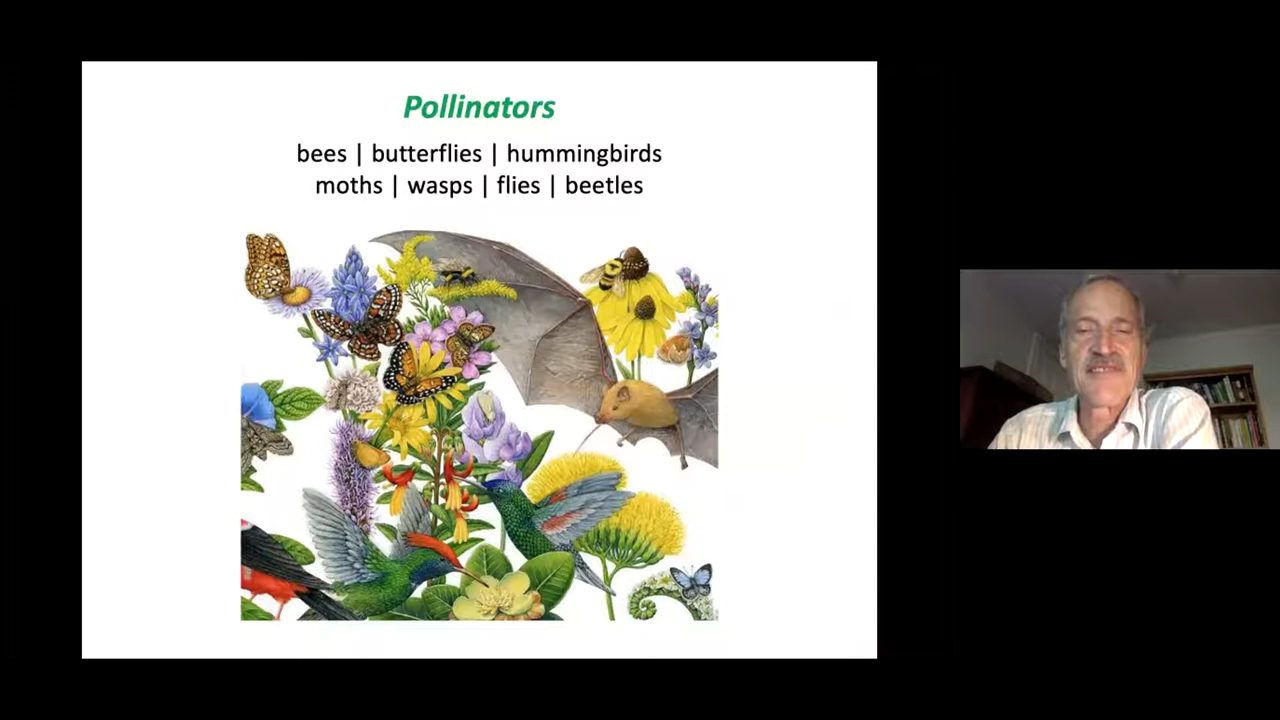 Pollinators
bees | butterflies | hummingbirds
moths | wasps | flies | beetles